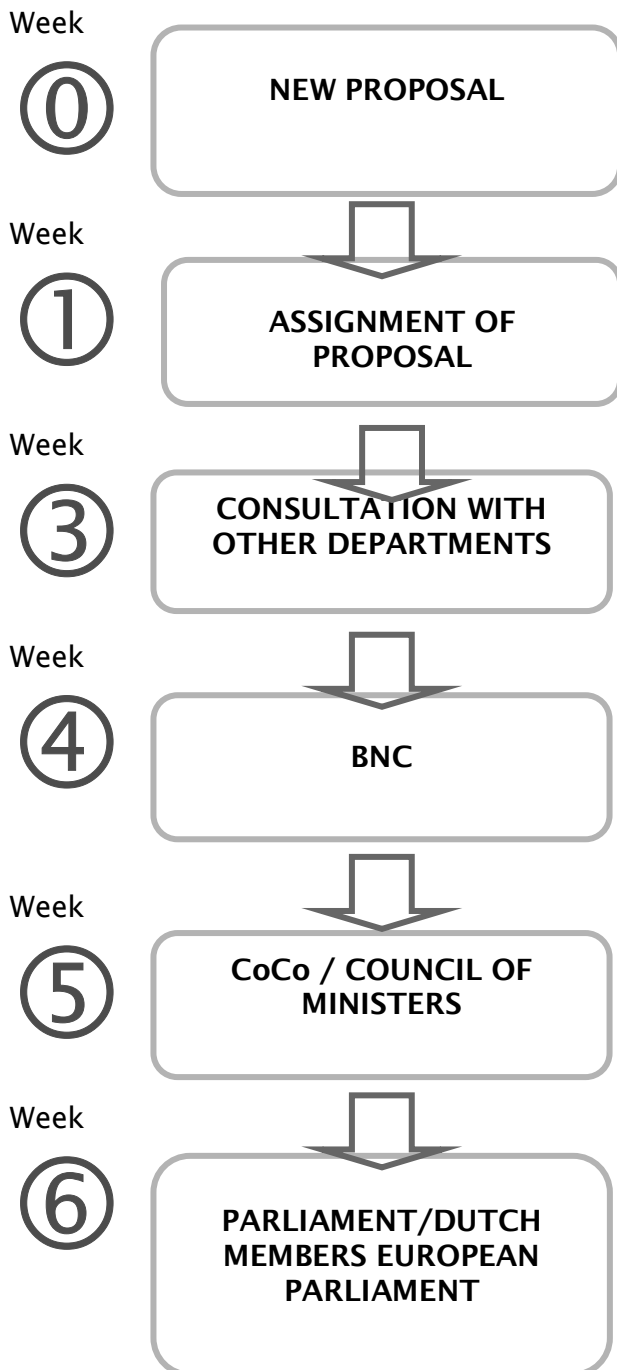 Week
0
NEW PROPOSAL
Week
1
ASSIGNMENT OF
PROPOSAL
Week
3
CONSULTATION WITH
OTHER DEPARTMENTS
Week
4
BNC
Week
5
CoCo / COUNCIL OF
MINISTERS
Week
6
PARLIAMENT/DUTCH
MEMBERS EUROPEAN
PARLIAMENT